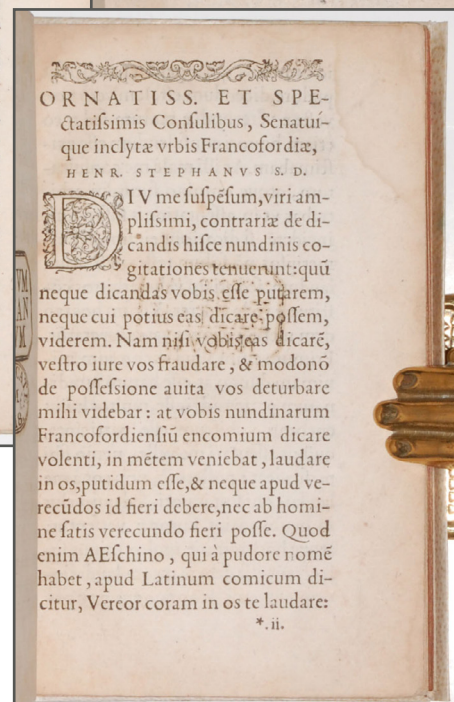 ORNATISS. ET SPE-
ctatiſsimis Conſulibus, Senatuí-
que inclytæ vrbis Francofordiæ,
HENR. STEPHANVS S. D.
DIV me ſuſpēſum, viri am-
pliſsimi, contrariæ de di-
candis hiſce nundinis co-
gitationes tenuerunt: quū
neque dicandas vobis eſſe putarem,
neque cui potius eas dicare poſſem,
viderem. Nam niſi vobis eas dicarē,
veſtro iure vos fraudare, & modonō
de poſſeſsione auita vos deturbare
mihi videbar: at vobis nundinarum
Francofordienſiū encomium dicare
volenti, in mētem veniebat, laudare
in os, putidum eſſe, & neque apud ve-
recūdos id fieri debere, nec ab homi-
ne ſatis verecundo fieri poſſe. Quod
enim AEſchino, qui à pudore nomē
habet, apud Latinum comicum di-
citur, Vereor coram in os te laudare:
*.ii.
VM
AN
VM